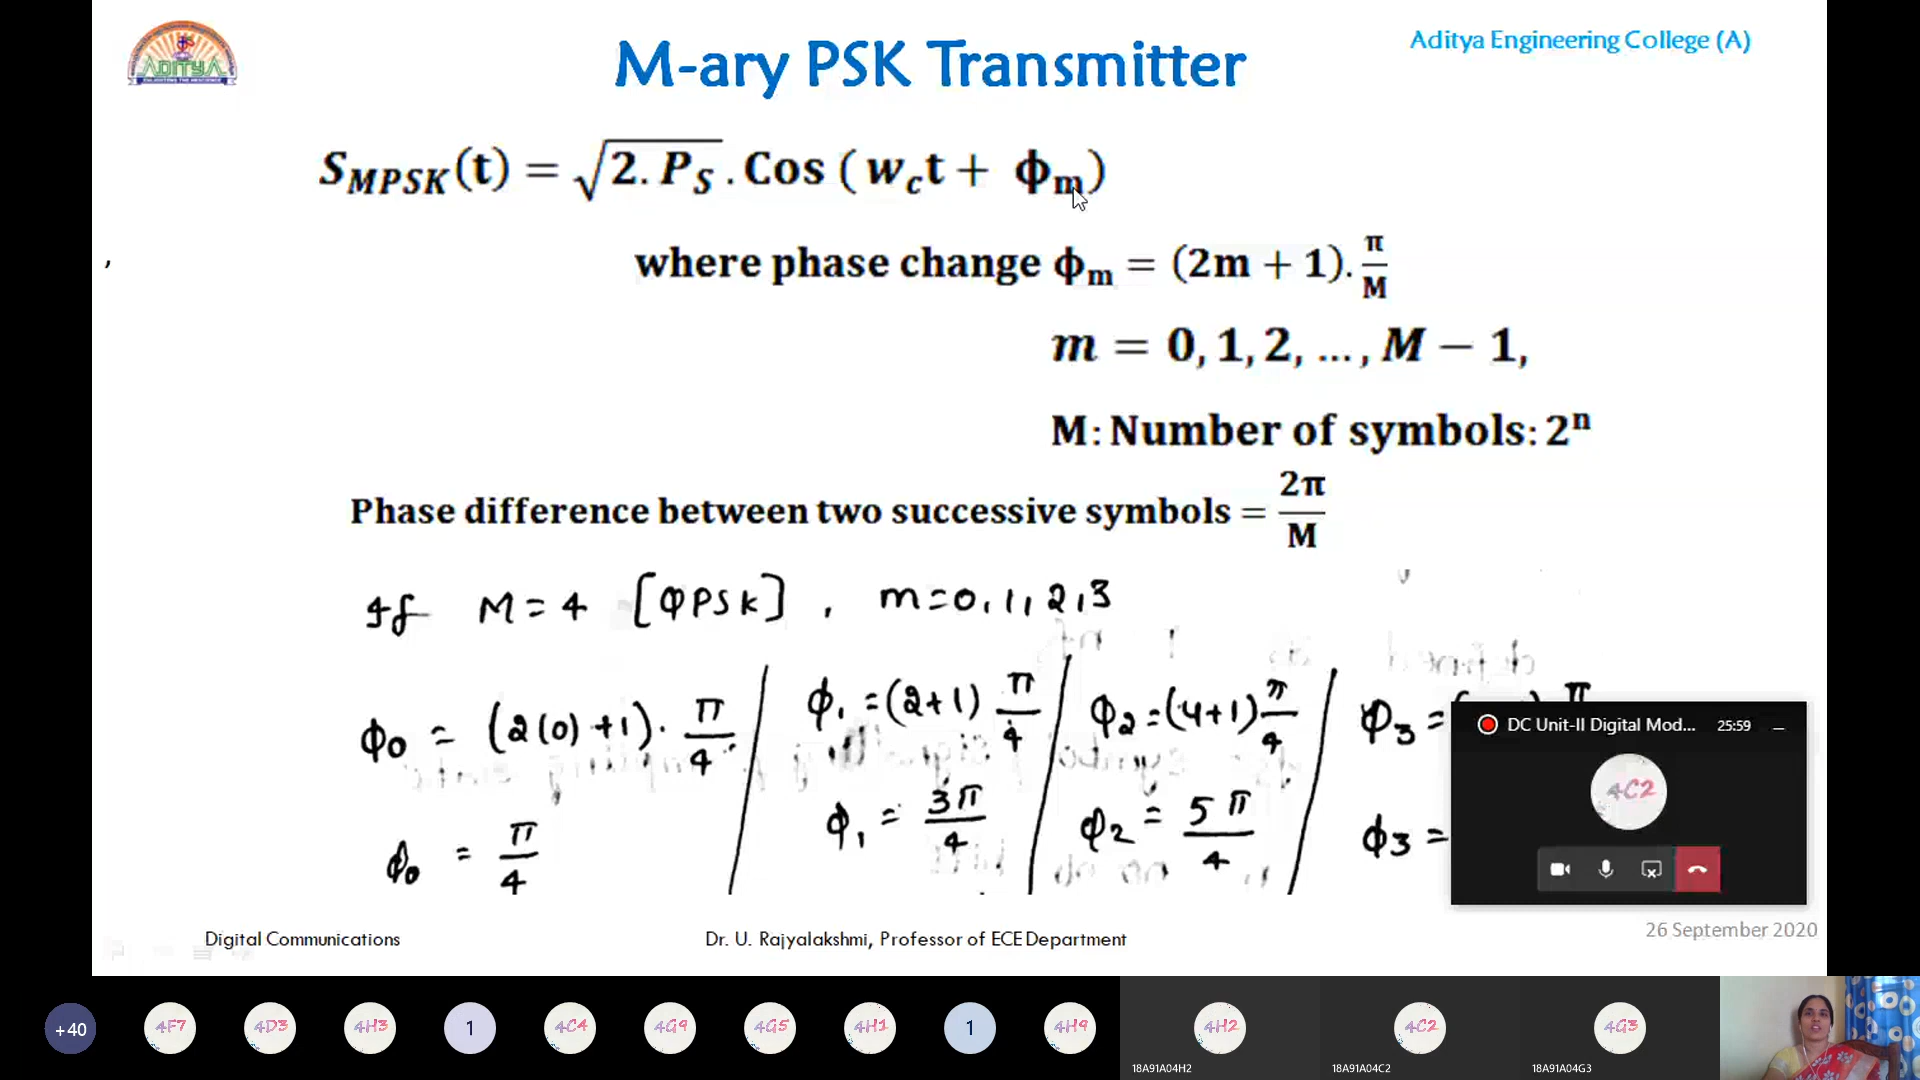 Aditya Engineering College (A)
ADITYA
M-ary PSK Transmitter
S_MPSK(t) = √2. P_S . Cos ( w_c t + ϕ_m )
,
where phase change ϕ_m = (2m + 1). π/M
m = 0, 1, 2, … , M − 1,
M: Number of symbols: 2ⁿ
Phase difference between two successive symbols = 2π/M
If M = 4 [QPSK] , m=0,1,2,3
ϕ0 = (2(0)+1). π/4
ϕ0 = π/4
ϕ1 = (2+1) π/4
ϕ1 = 3π/4
ϕ2 = (4+1) π/4
ϕ2 = 5π/4
ϕ3 =
ϕ3 =
DC Unit-II Digital Mod... 25:59
4C2
Digital Communications
Dr. U. Rajyalakshmi, Professor of ECE Department
26 September 2020
+40
4F7
4D3
4H3
1
4C4
4G9
4G5
4H1
1
4H9
4H2
18A91A04H2
4C2
18A91A04C2
4G3
18A91A04G3